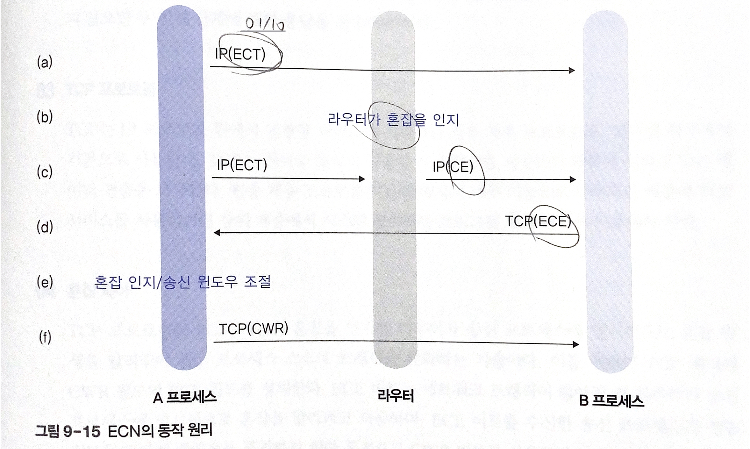 01/10
(a) IP(ECT)
(b) 라우터가 혼잡을 인지
(c) IP(ECT) IP(CE)
(d) TCP(ECE)
(e) 혼잡 인지/송신 윈도우 조절
(f) TCP(CWR)
A 프로세스 라우터 B 프로세스
그림 9-15 ECN의 동작 원리